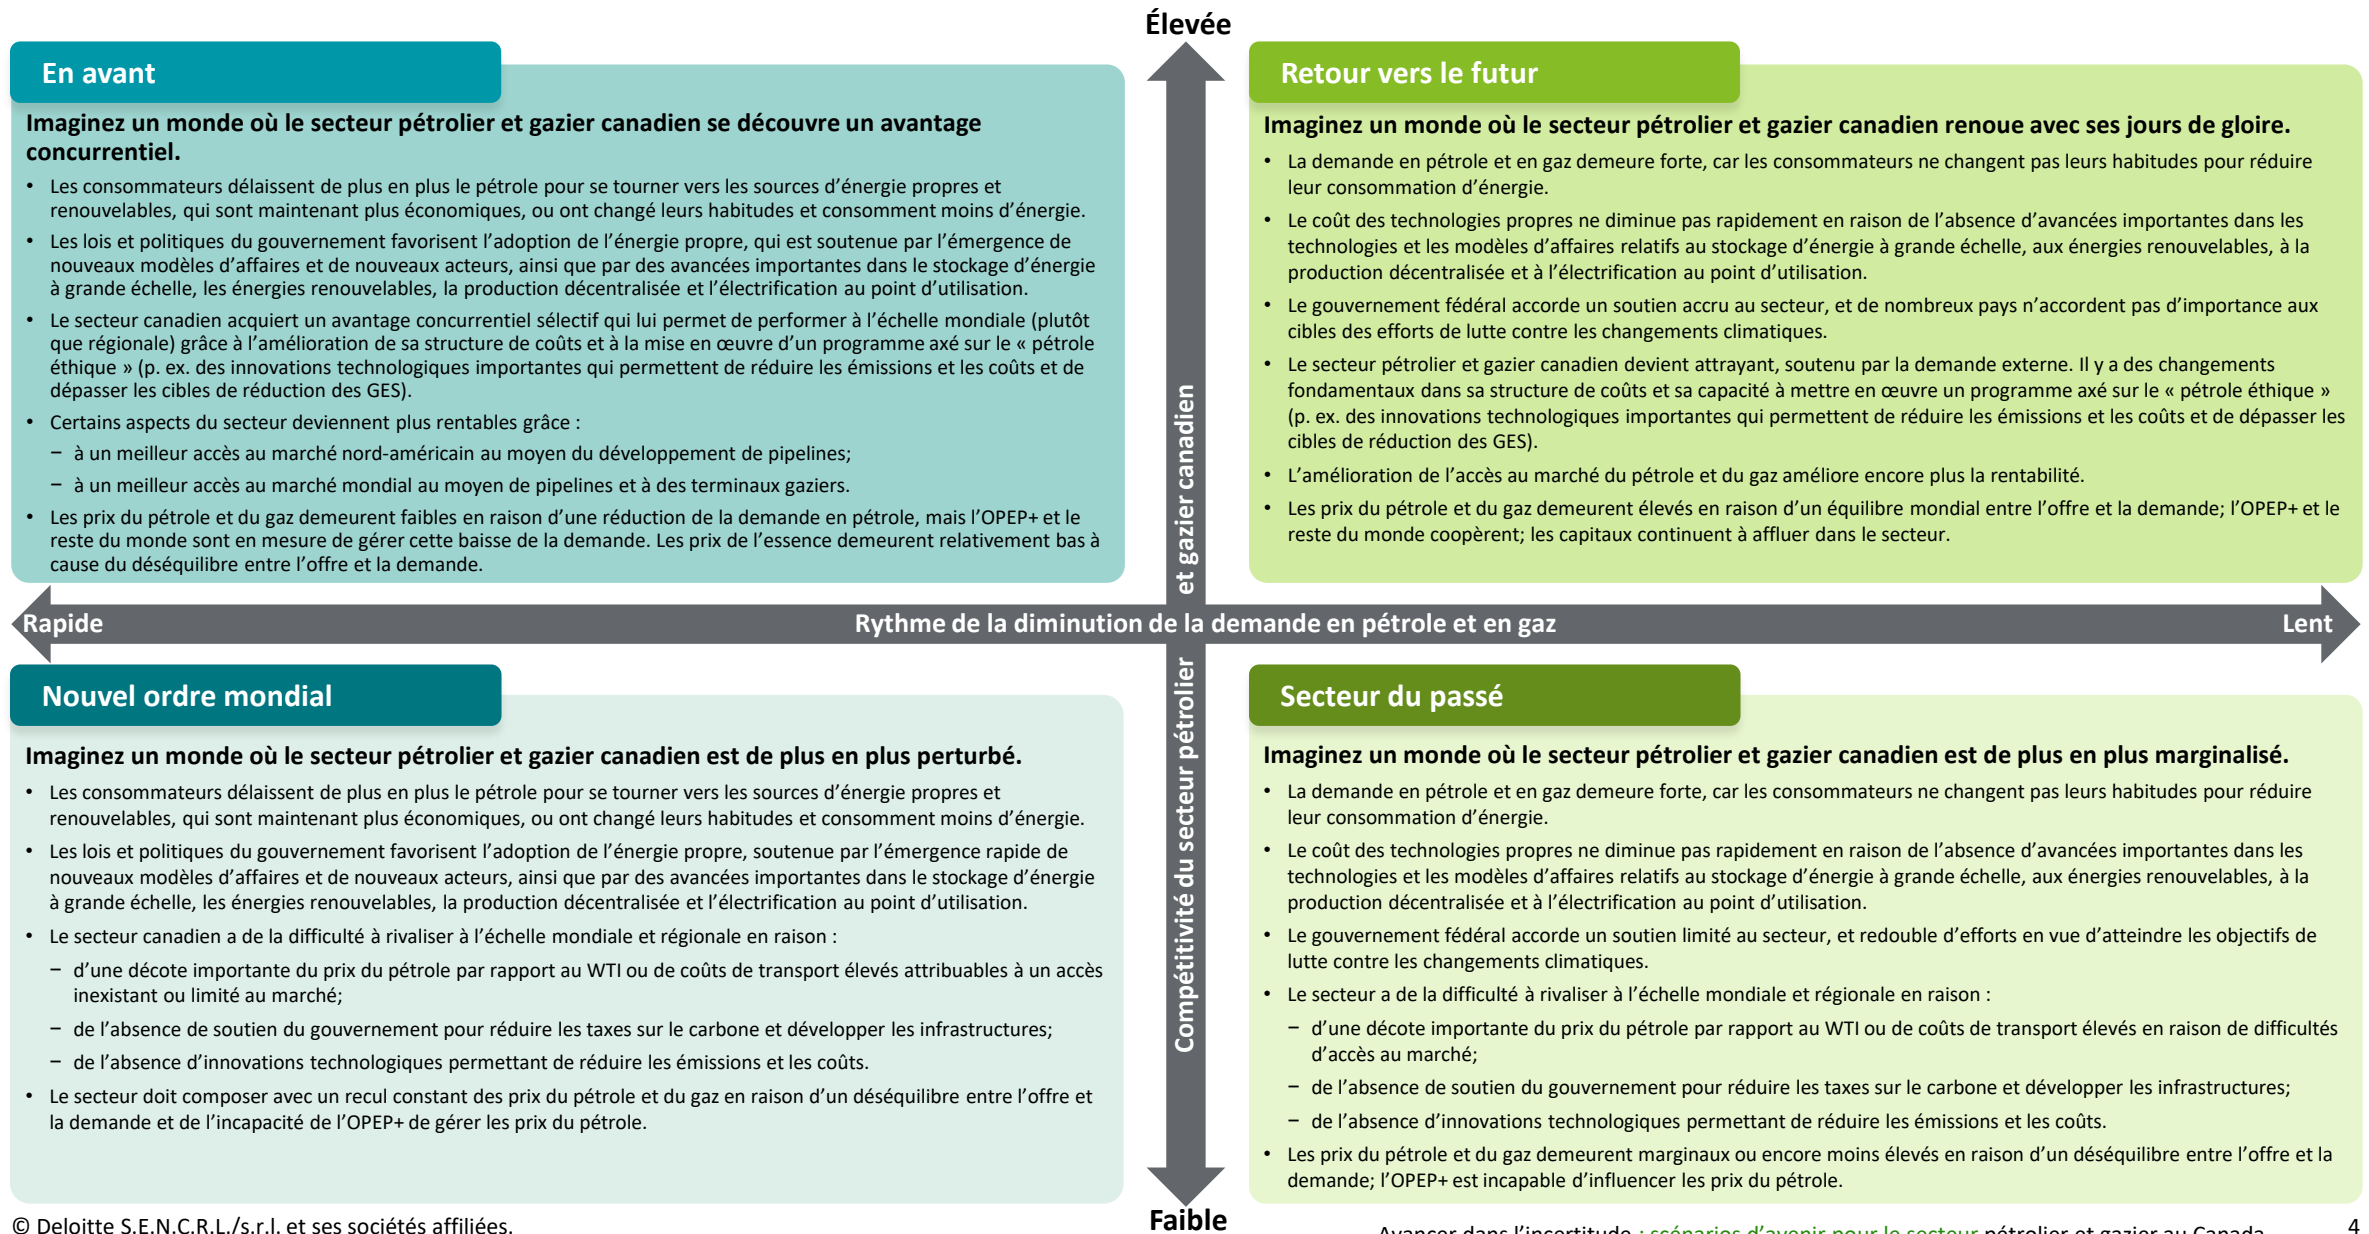 Élevée
En avant
Imaginez un monde où le secteur pétrolier et gazier canadien se découvre un avantage
concurrentiel.
• Les consommateurs délaissent de plus en plus le pétrole pour se tourner vers les sources d’énergie propres et
renouvelables, qui sont maintenant plus économiques, ou ont changé leurs habitudes et consomment moins d’énergie.
• Les lois et politiques du gouvernement favorisent l’adoption de l’énergie propre, qui est soutenue par l’émergence de
nouveaux modèles d’affaires et de nouveaux acteurs, ainsi que par des avancées importantes dans le stockage d’énergie
à grande échelle, les énergies renouvelables, la production décentralisée et l’électrification au point d’utilisation.
• Le secteur canadien acquiert un avantage concurrentiel sélectif qui lui permet de performer à l’échelle mondiale (plutôt
que régionale) grâce à l’amélioration de sa structure de coûts et à la mise en œuvre d’un programme axé sur le « pétrole
éthique » (p. ex. des innovations technologiques importantes qui permettent de réduire les émissions et les coûts et de
dépasser les cibles de réduction des GES).
• Certains aspects du secteur deviennent plus rentables grâce :
− à un meilleur accès au marché nord-américain au moyen du développement de pipelines;
− à un meilleur accès au marché mondial au moyen de pipelines et à des terminaux gaziers.
• Les prix du pétrole et du gaz demeurent faibles en raison d’une réduction de la demande en pétrole, mais l’OPEP+ et le
reste du monde sont en mesure de gérer cette baisse de la demande. Les prix de l’essence demeurent relativement bas à
cause du déséquilibre entre l’offre et la demande.
Retour vers le futur
Imaginez un monde où le secteur pétrolier et gazier canadien renoue avec ses jours de gloire.
• La demande en pétrole et en gaz demeure forte, car les consommateurs ne changent pas leurs habitudes pour réduire
leur consommation d’énergie.
• Le coût des technologies propres ne diminue pas rapidement en raison de l’absence d’avancées importantes dans les
technologies et les modèles d’affaires relatifs au stockage d’énergie à grande échelle, aux énergies renouvelables, à la
production décentralisée et à l’électrification au point d’utilisation.
• Le gouvernement fédéral accorde un soutien accru au secteur, et de nombreux pays n’accordent pas d’importance aux
cibles des efforts de lutte contre les changements climatiques.
• Le secteur pétrolier et gazier canadien devient attrayant, soutenu par la demande externe. Il y a des changements
fondamentaux dans sa structure de coûts et sa capacité à mettre en œuvre un programme axé sur le « pétrole éthique »
(p. ex. des innovations technologiques importantes qui permettent de réduire les émissions et les coûts et de dépasser les
cibles de réduction des GES).
• L’amélioration de l’accès au marché du pétrole et du gaz améliore encore plus la rentabilité.
• Les prix du pétrole et du gaz demeurent élevés en raison d’un équilibre mondial entre l’offre et la demande; l’OPEP+ et le
reste du monde coopèrent; les capitaux continuent à affluer dans le secteur.
Rapide
Rythme de la diminution de la demande en pétrole et en gaz
Lent
Compétitivité du secteur pétrolier et gazier canadien
Nouvel ordre mondial
Imaginez un monde où le secteur pétrolier et gazier canadien est de plus en plus perturbé.
• Les consommateurs délaissent de plus en plus le pétrole pour se tourner vers les sources d’énergie propres et
renouvelables, qui sont maintenant plus économiques, ou ont changé leurs habitudes et consomment moins d’énergie.
• Les lois et politiques du gouvernement favorisent l’adoption de l’énergie propre, soutenue par l’émergence rapide de
nouveaux modèles d’affaires et de nouveaux acteurs, ainsi que par des avancées importantes dans le stockage d’énergie
à grande échelle, les énergies renouvelables, la production décentralisée et l’électrification au point d’utilisation.
• Le secteur canadien a de la difficulté à rivaliser à l’échelle mondiale et régionale en raison :
− d’une décote importante du prix du pétrole par rapport au WTI ou de coûts de transport élevés attribuables à un accès
inexistant ou limité au marché;
− de l’absence de soutien du gouvernement pour réduire les taxes sur le carbone et développer les infrastructures;
− de l’absence d’innovations technologiques permettant de réduire les émissions et les coûts.
• Le secteur doit composer avec un recul constant des prix du pétrole et du gaz en raison d’un déséquilibre entre l’offre et
la demande et de l’incapacité de l’OPEP+ de gérer les prix du pétrole.
Secteur du passé
Imaginez un monde où le secteur pétrolier et gazier canadien est de plus en plus marginalisé.
• La demande en pétrole et en gaz demeure forte, car les consommateurs ne changent pas leurs habitudes pour réduire
leur consommation d’énergie.
• Le coût des technologies propres ne diminue pas rapidement en raison de l’absence d’avancées importantes dans les
technologies et les modèles d’affaires relatifs au stockage d’énergie à grande échelle, aux énergies renouvelables, à la
production décentralisée et à l’électrification au point d’utilisation.
• Le gouvernement fédéral accorde un soutien limité au secteur, et redouble d’efforts en vue d’atteindre les objectifs de
lutte contre les changements climatiques.
• Le secteur a de la difficulté à rivaliser à l’échelle mondiale et régionale en raison :
− d’une décote importante du prix du pétrole par rapport au WTI ou de coûts de transport élevés en raison de difficultés
d’accès au marché;
− de l’absence de soutien du gouvernement pour réduire les taxes sur le carbone et développer les infrastructures;
− de l’absence d’innovations technologiques permettant de réduire les émissions et les coûts.
• Les prix du pétrole et du gaz demeurent marginaux ou encore moins élevés en raison d’un déséquilibre entre l’offre et la
demande; l’OPEP+ est incapable d’influencer les prix du pétrole.
Faible
© Deloitte S.E.N.C.R.L./s.r.l. et ses sociétés affiliées.
Avancer dans l’incertitude : scénarios d’avenir pour le secteur pétrolier et gazier au Canada
4